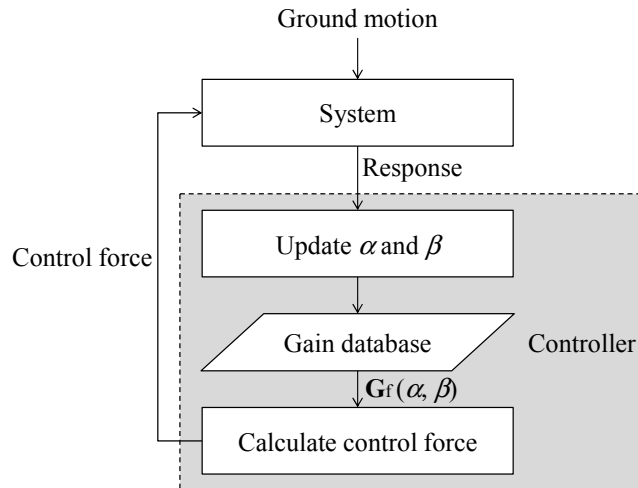 Ground motion
System
Response
Update α and β
Control force
Gain database
Controller
Gf (α, β)
Calculate control force